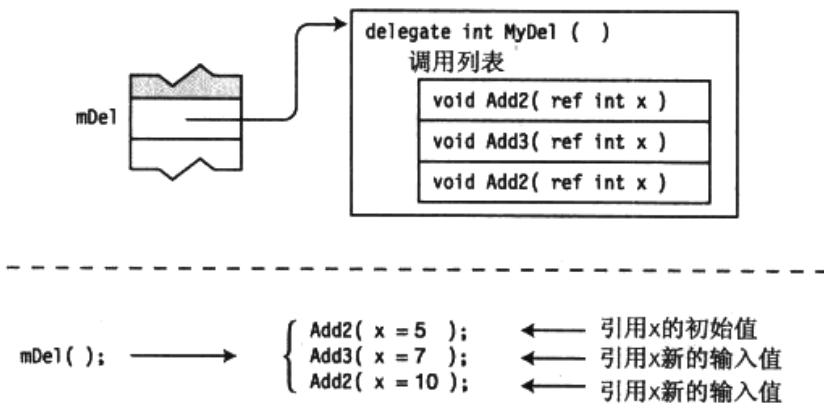 delegate int MyDel ( )
调用列表
void Add2( ref int x )
mDel
void Add3( ref int x )
void Add2( ref int x )
Add2( x = 5 ); 引用x的初始值
mDel( ); Add3( x = 7 ); 引用x新的输入值
Add2( x = 10 ); 引用x新的输入值